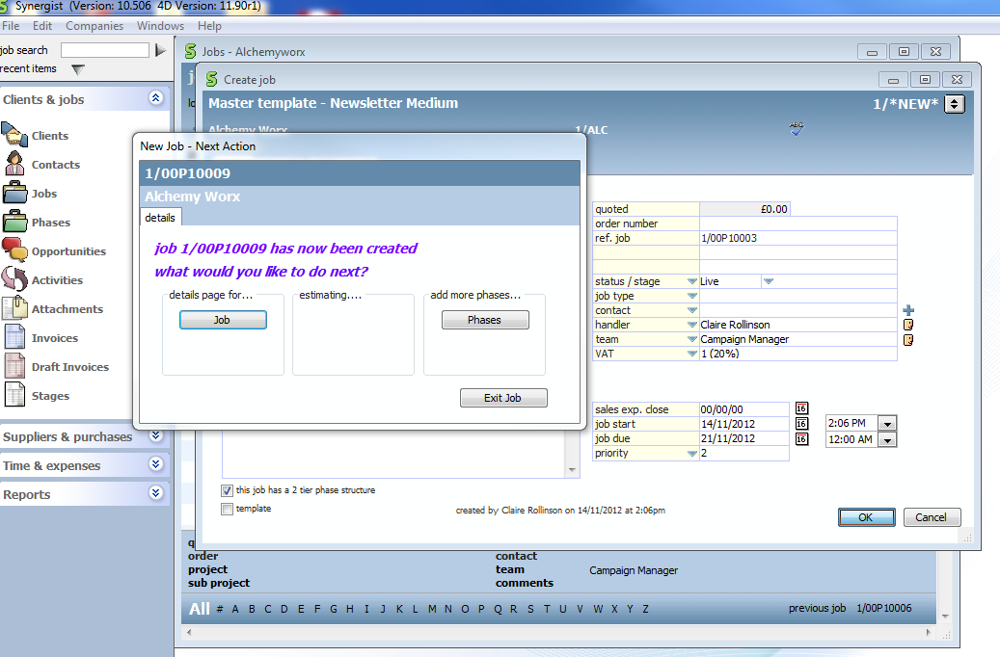 Synergist (Version: 10.506 4D Version: 11.90r1)
File Edit Companies Windows Help
job search
recent items
Clients & jobs
Clients
Contacts
Jobs
Phases
Opportunities
Activities
Attachments
Invoices
Draft Invoices
Stages
Suppliers & purchases
Time & expenses
Reports
Jobs - Alchemyworx
Create job
Master template - Newsletter Medium
1/*NEW*
Alchemy Worx
1/ALC
ABC
New Job - Next Action
1/00P10009
Alchemy Worx
details
job 1/00P10009 has now been created
what would you like to do next?
details page for...
Job
estimating....
add more phases...
Phases
Exit Job
quoted £0.00
order number
ref. job 1/00P10003
status / stage Live
job type
contact
handler Claire Rollinson
team Campaign Manager
VAT 1 (20%)
sales exp. close 00/00/00 16
job start 14/11/2012 16 2:06 PM
job due 21/11/2012 16 12:00 AM
priority 2
this job has a 2 tier phase structure
template
created by Claire Rollinson on 14/11/2012 at 2:06pm
OK Cancel
order contact
project team Campaign Manager
sub project comments
All # A B C D E F G H I J K L M N O P Q R S T U V W X Y Z
previous job 1/00P10006